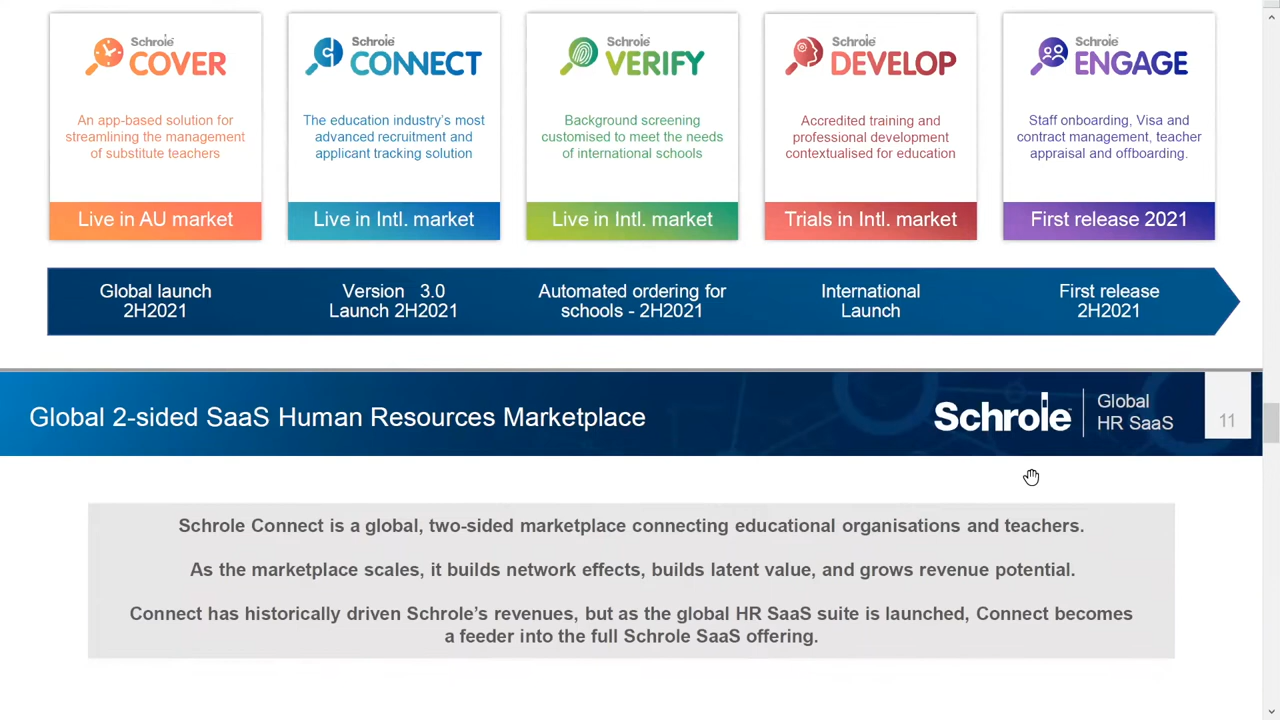 Schrole
COVER
An app-based solution for
streamlining the management
of substitute teachers
Live in AU market
Schrole
CONNECT
The education industry's most
advanced recruitment and
applicant tracking solution
Live in Intl. market
Schrole
VERIFY
Background screening
customised to meet the needs
of international schools
Live in Intl. market
Schrole
DEVELOP
Accredited training and
professional development
contextualised for education
Trials in Intl. market
Schrole
ENGAGE
Staff onboarding, Visa and
contract management, teacher
appraisal and offboarding.
First release 2021
Global launch
2H2021
Version 3.0
Launch 2H2021
Automated ordering for
schools - 2H2021
International
Launch
First release
2H2021
Global 2-sided SaaS Human Resources Marketplace
Schrole
Global
HR SaaS
11
Schrole Connect is a global, two-sided marketplace connecting educational organisations and teachers.
As the marketplace scales, it builds network effects, builds latent value, and grows revenue potential.
Connect has historically driven Schrole's revenues, but as the global HR SaaS suite is launched, Connect becomes
a feeder into the full Schrole SaaS offering.